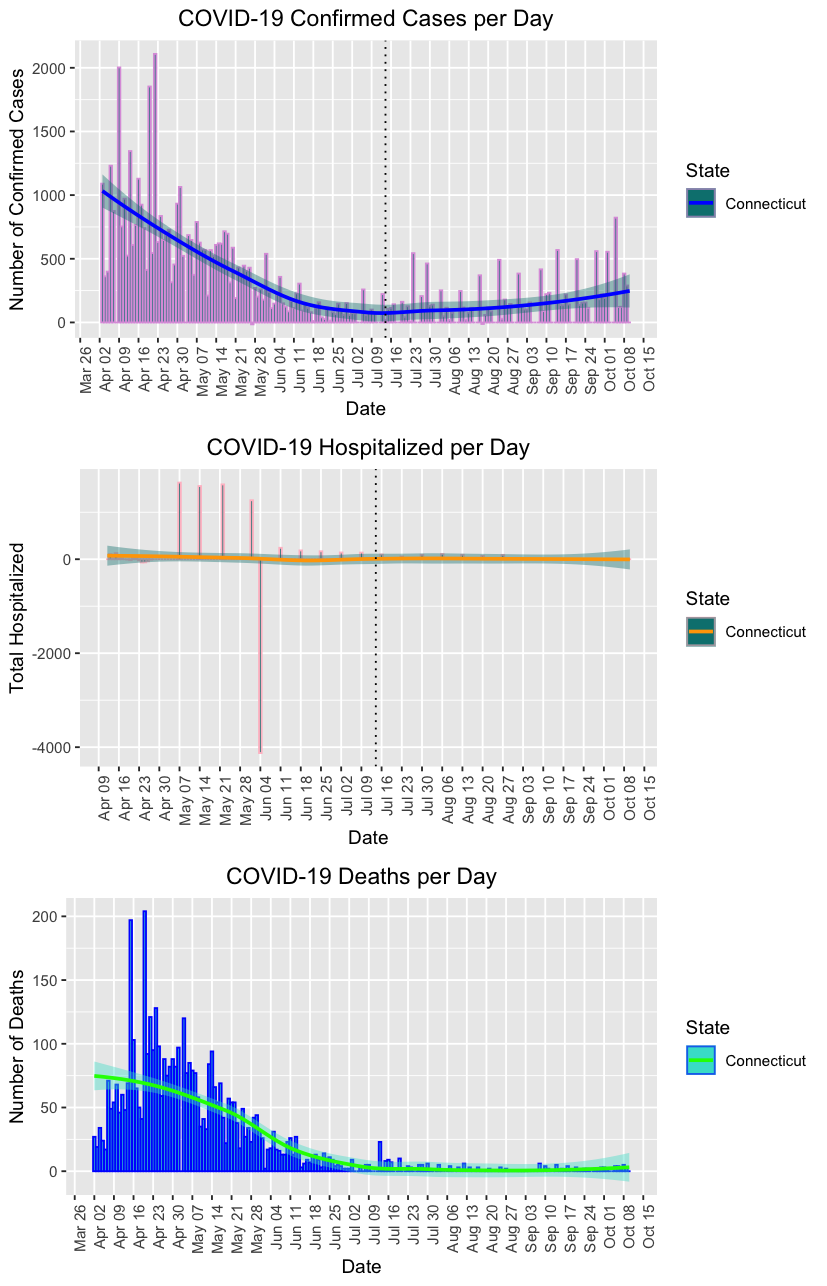 COVID-19 Confirmed Cases per Day
Number of Confirmed Cases
2000
1500
1000
500
0
Mar 26
Apr 02
Apr 09
Apr 16
Apr 23
Apr 30
May 07
May 14
May 21
May 28
Jun 04
Jun 11
Jun 18
Jun 25
Jul 02
Jul 09
Jul 16
Jul 23
Jul 30
Aug 06
Aug 13
Aug 20
Aug 27
Sep 03
Sep 10
Sep 17
Sep 24
Oct 01
Oct 08
Oct 15
Date
State
Connecticut
COVID-19 Hospitalized per Day
Total Hospitalized
0
-2000
-4000
Apr 09
Apr 16
Apr 23
Apr 30
May 07
May 14
May 21
May 28
Jun 04
Jun 11
Jun 18
Jun 25
Jul 02
Jul 09
Jul 16
Jul 23
Jul 30
Aug 06
Aug 13
Aug 20
Aug 27
Sep 03
Sep 10
Sep 17
Sep 24
Oct 01
Oct 08
Oct 15
Date
State
Connecticut
COVID-19 Deaths per Day
Number of Deaths
200
150
100
50
0
Mar 26
Apr 02
Apr 09
Apr 16
Apr 23
Apr 30
May 07
May 14
May 21
May 28
Jun 04
Jun 11
Jun 18
Jun 25
Jul 02
Jul 09
Jul 16
Jul 23
Jul 30
Aug 06
Aug 13
Aug 20
Aug 27
Sep 03
Sep 10
Sep 17
Sep 24
Oct 01
Oct 08
Oct 15
Date
State
Connecticut